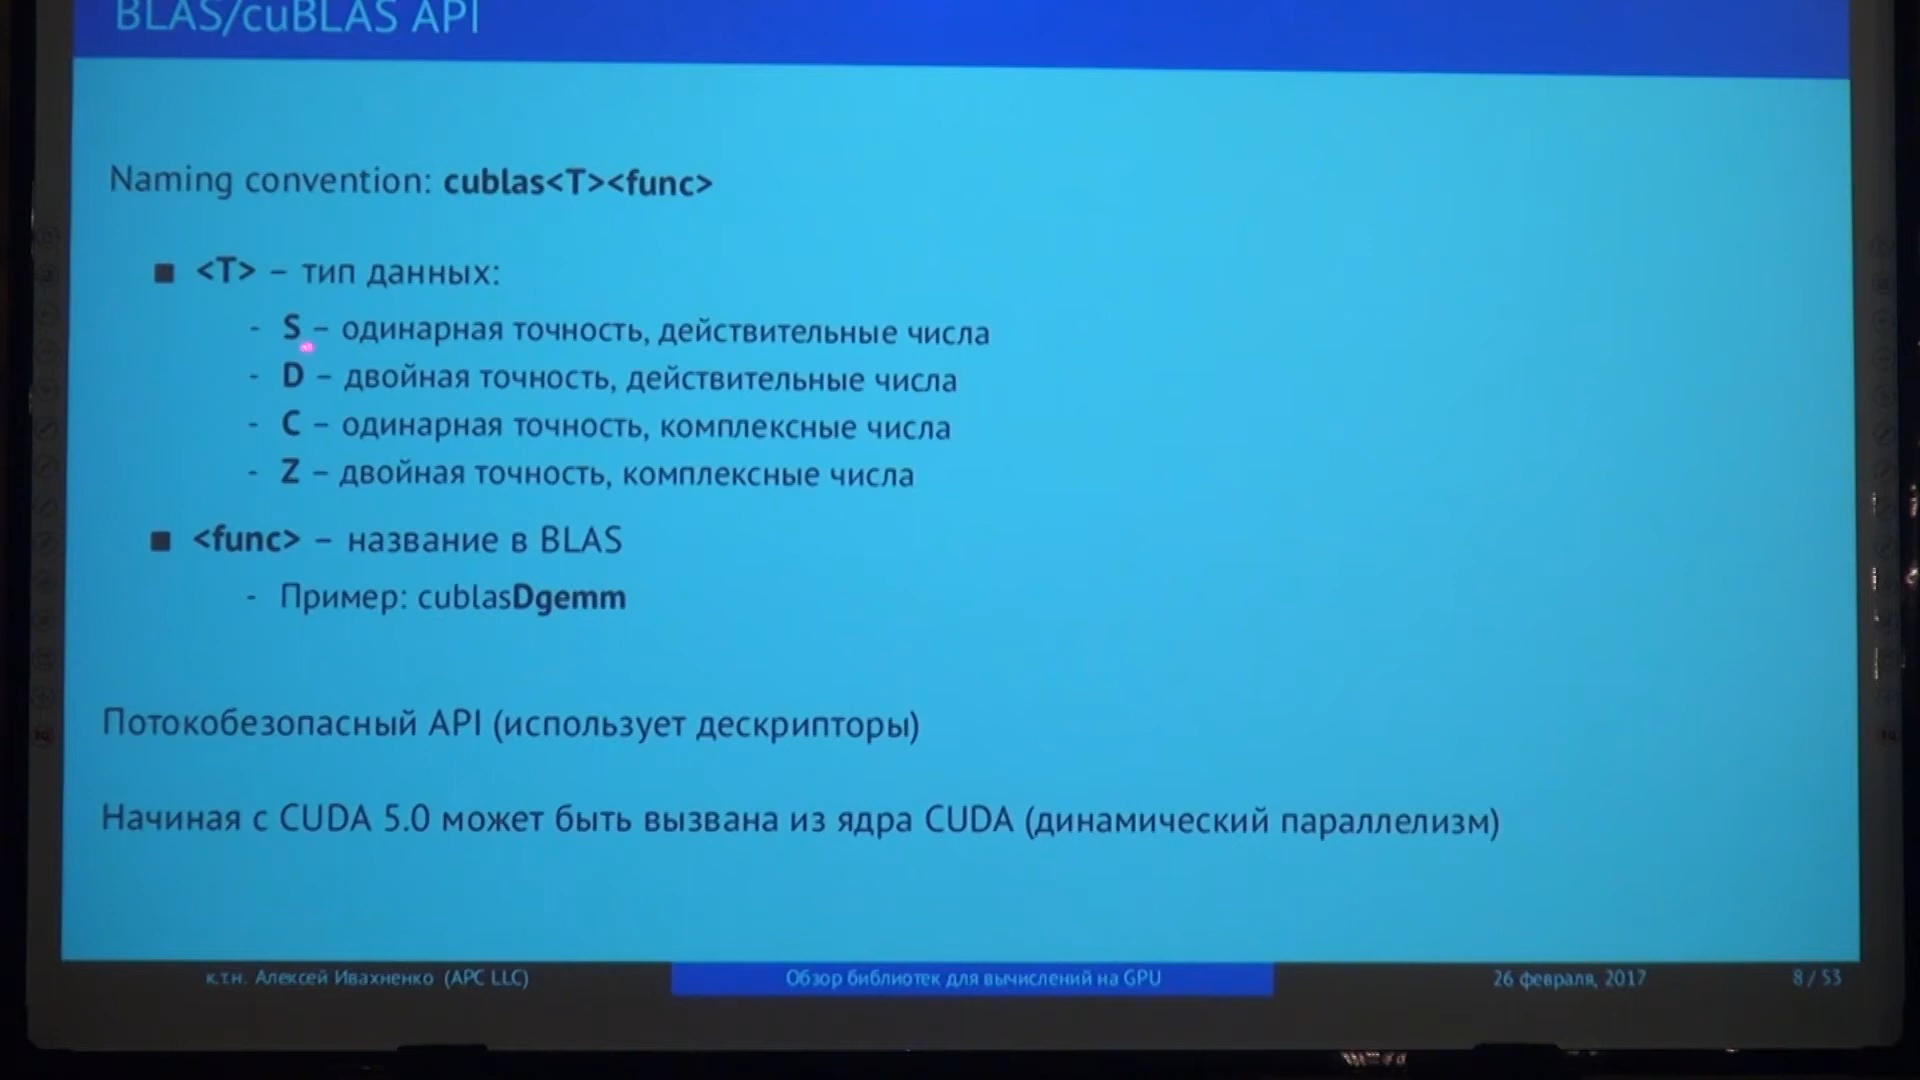 BLAS/cuBLAS API
Naming convention: cublas<T><func>
■ <T> – тип данных:
- S – одинарная точность, действительные числа
- D – двойная точность, действительные числа
- C – одинарная точность, комплексные числа
- Z – двойная точность, комплексные числа
■ <func> – название в BLAS
- Пример: cublasDgemm
Потокобезопасный API (использует дескрипторы)
Начиная с CUDA 5.0 может быть вызвана из ядра CUDA (динамический параллелизм)
к.т.н. Алексей Ивахненко (APC LLC)
Обзор библиотек для вычислений на GPU
26 февраля, 2017
8 / 53